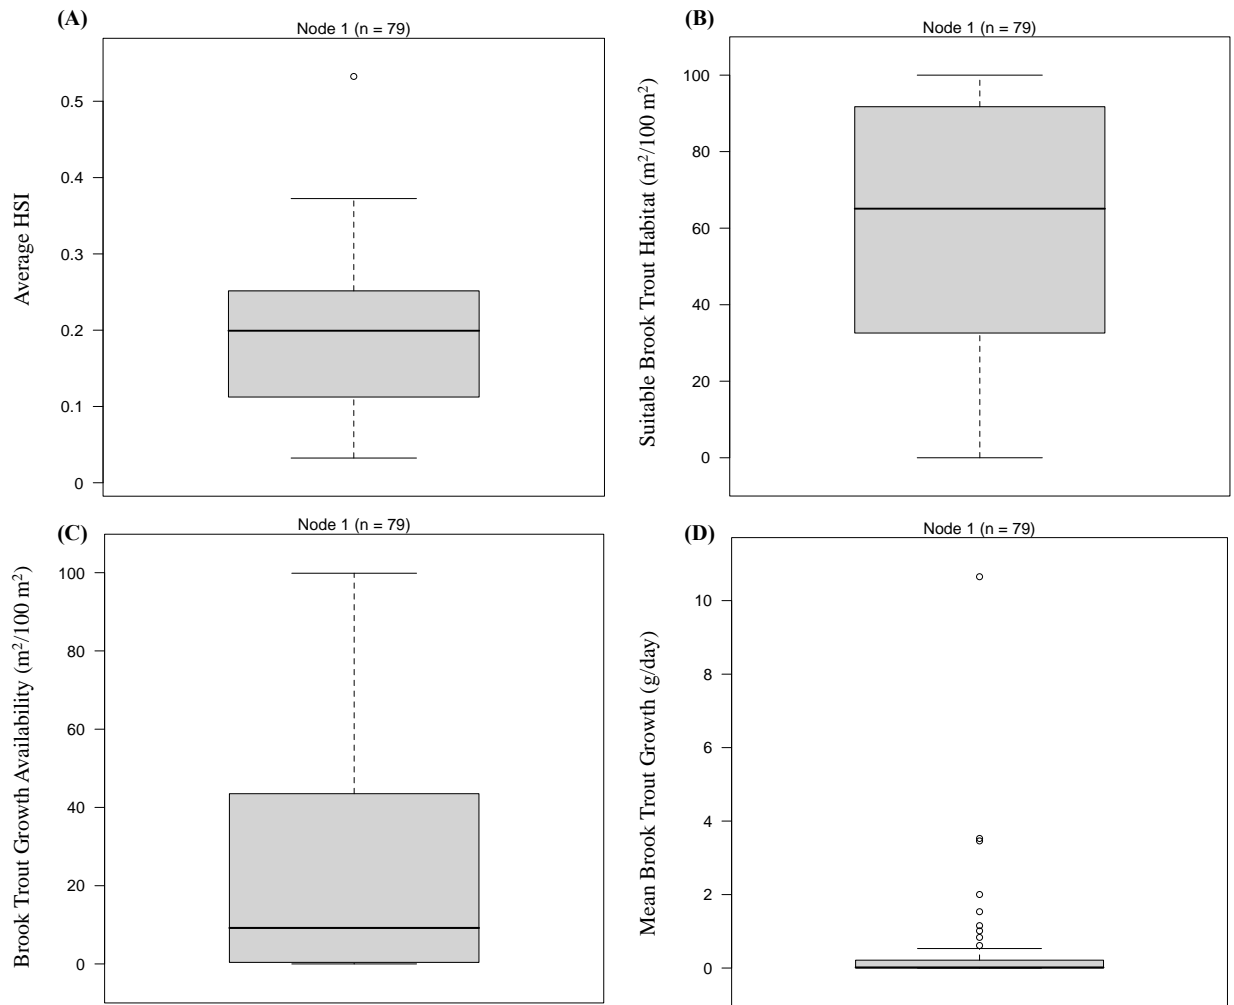 (A)
Node 1 (n = 79)
Average HSI
0.5
0.4
0.3
0.2
0.1
0
(B)
Node 1 (n = 79)
Suitable Brook Trout Habitat (m²/100 m²)
100
80
60
40
20
0
(C)
Node 1 (n = 79)
Brook Trout Growth Availability (m²/100 m²)
100
80
60
40
20
0
(D)
Node 1 (n = 79)
Mean Brook Trout Growth (g/day)
10
8
6
4
2
0